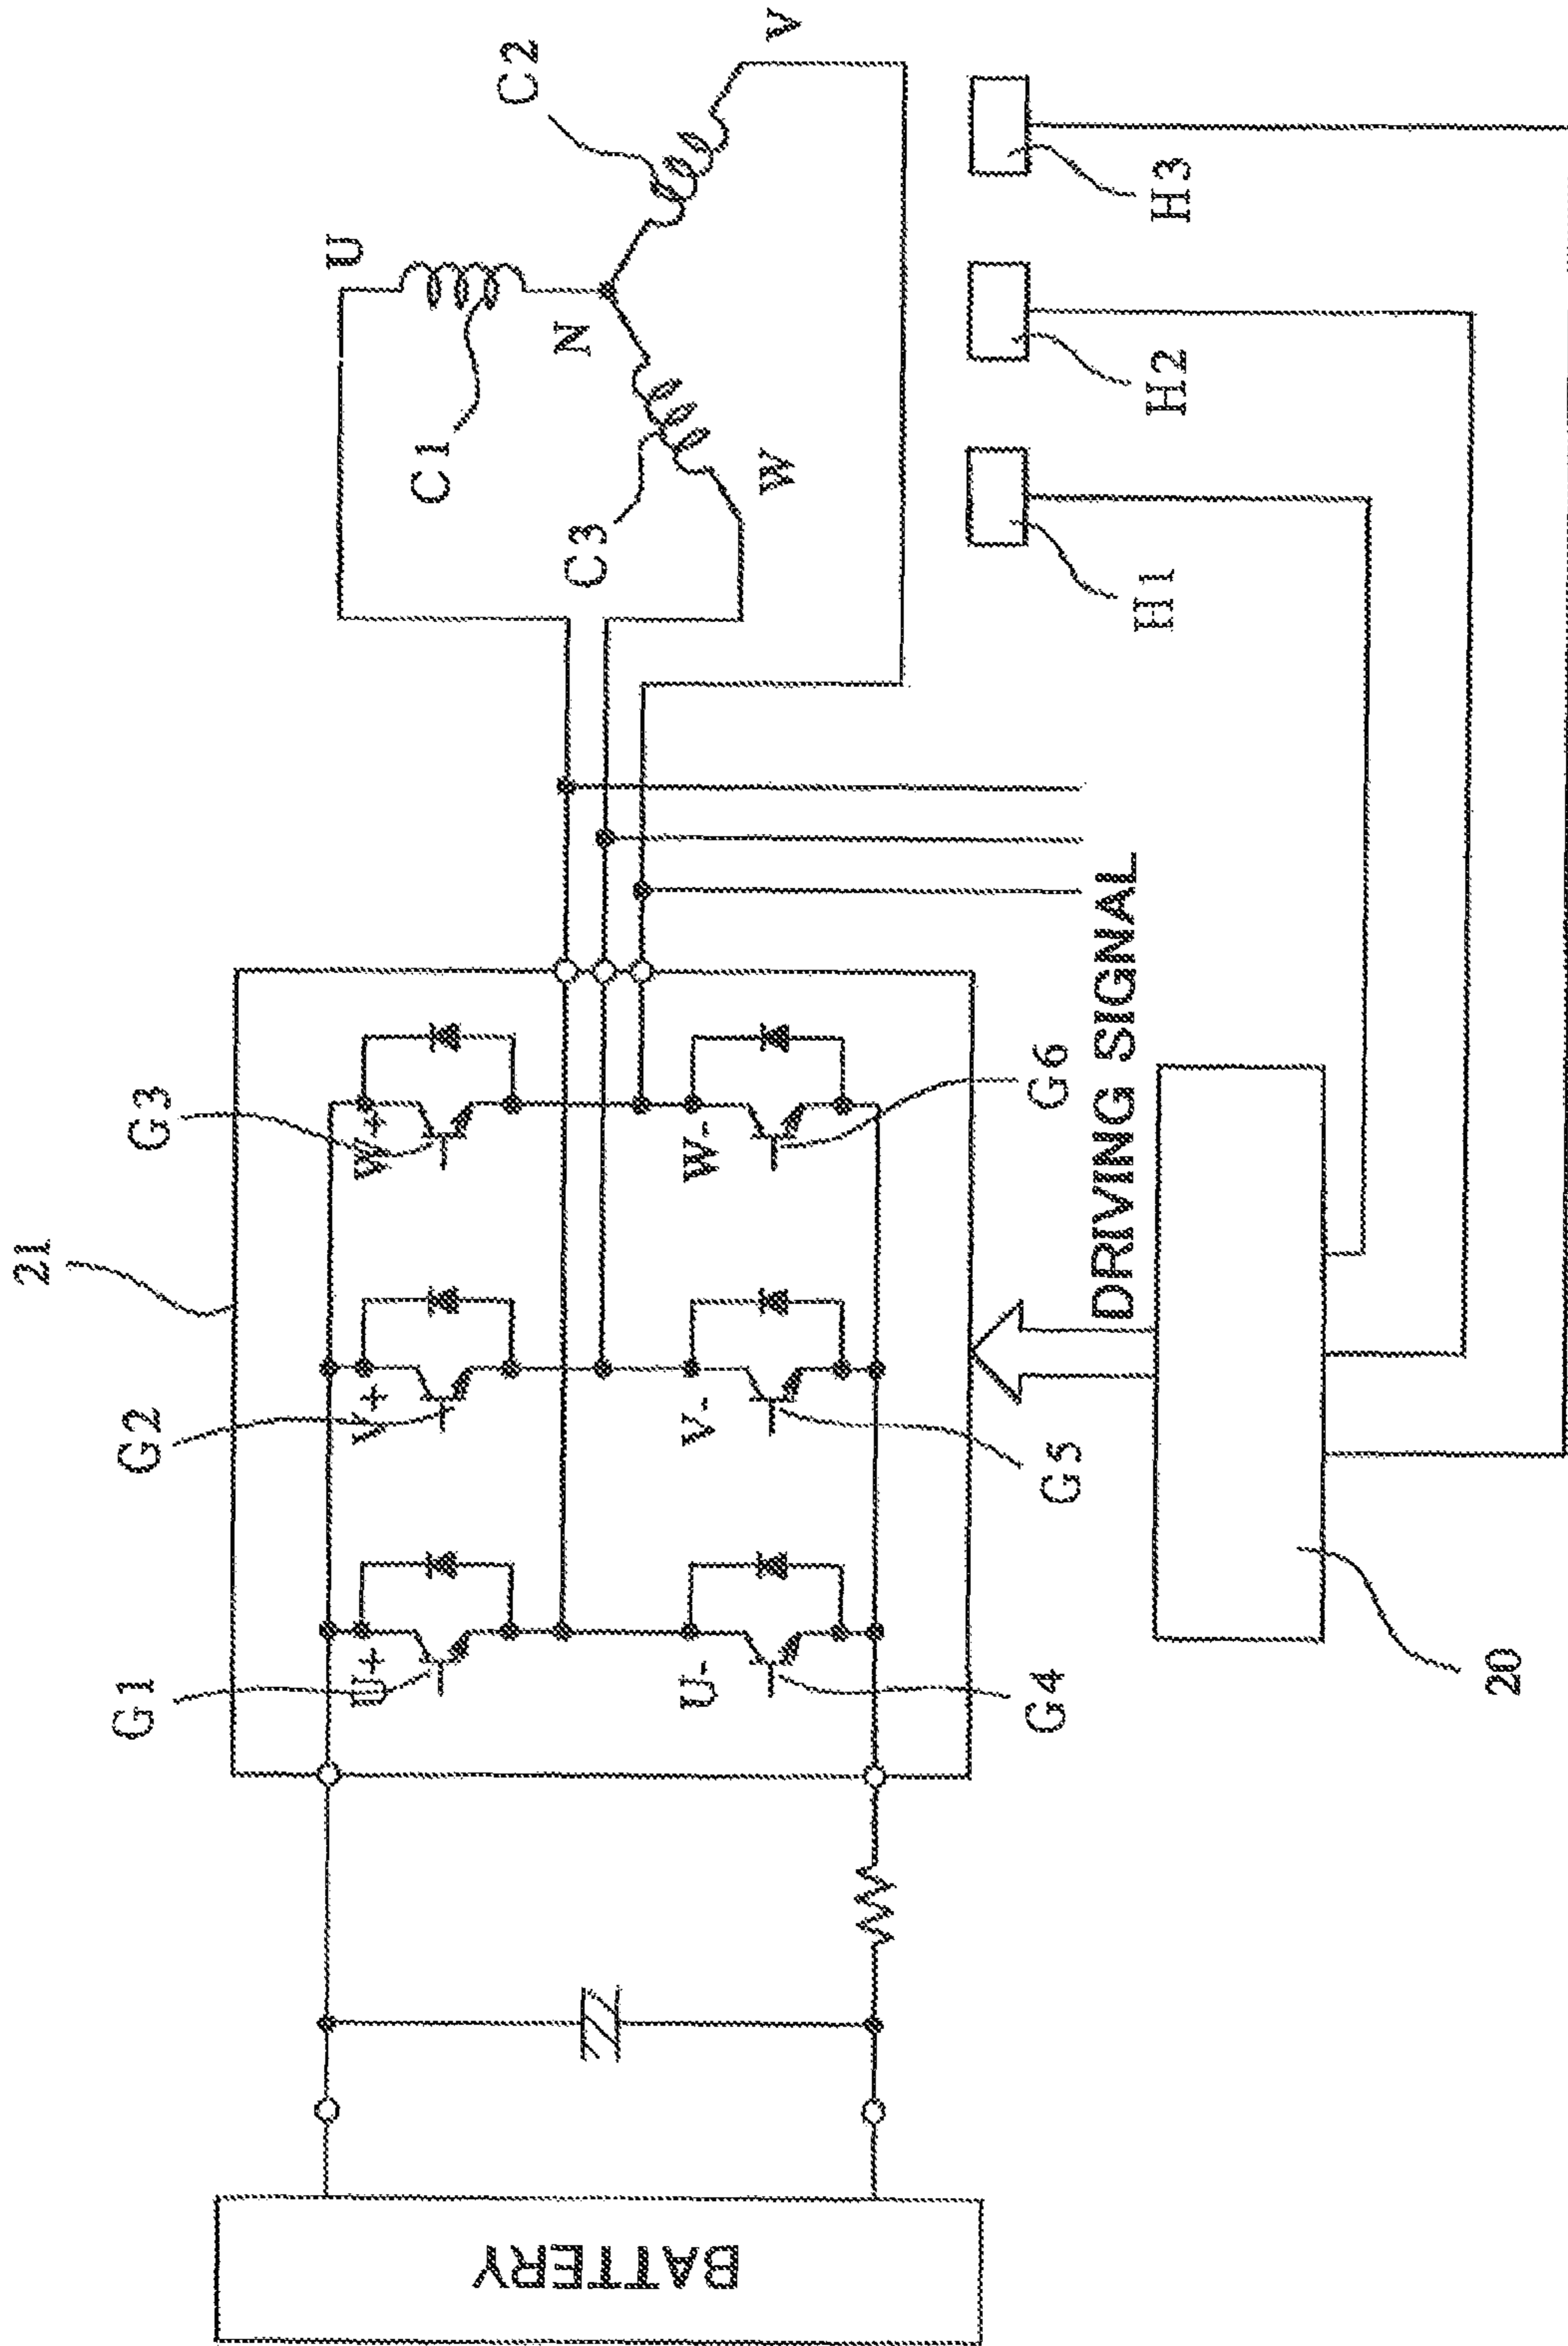 BATTERY
21
G1
G2
G3
U+
V+
W+
U-
V-
W-
G4
G5
G6
DRIVING SIGNAL
20
U
C1
N
C2
V
C3
W
H1
H2
H3